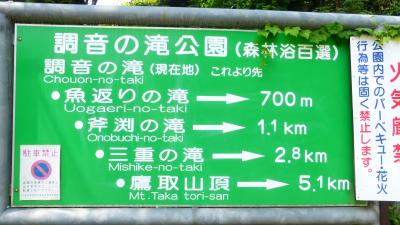 調音の滝公園(森林浴百選)
調音の滝(現在地) これより先
Chouon-no-taki
・魚返りの滝→700m
Uogaeri-no-taki
・斧渕の滝→1.1km
Onobuchi-no-taki
・三重の滝→2.8km
Mishike-no-taki
・鷹取山頂→5.1km
Mt.Taka tori-san
駐車禁止
公園内でのバーベキュー・花火
行為等は固く禁止します。
火気厳禁